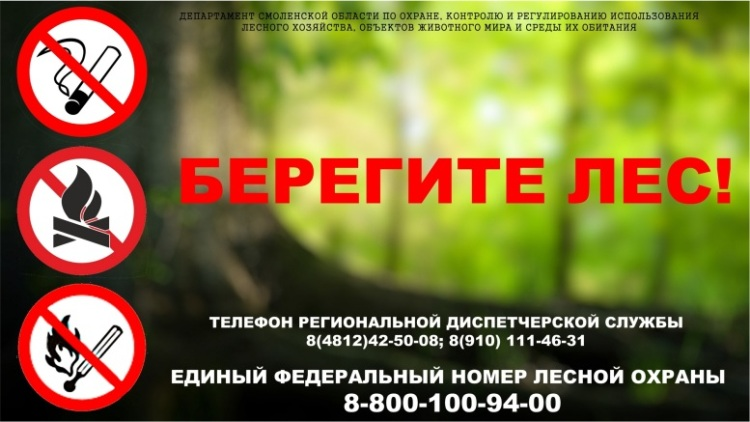 ДЕПАРТАМЕНТ СМОЛЕНСКОЙ ОБЛАСТИ ПО ОХРАНЕ, КОНТРОЛЮ И РЕГУЛИРОВАНИЮ ИСПОЛЬЗОВАНИЯ
ЛЕСНОГО ХОЗЯЙСТВА, ОБЪЕКТОВ ЖИВОТНОГО МИРА И СРЕДЫ ИХ ОБИТАНИЯ
БЕРЕГИТЕ ЛЕС!
ТЕЛЕФОН РЕГИОНАЛЬНОЙ ДИСПЕТЧЕРСКОЙ СЛУЖБЫ
8(4812)42-50-08; 8(910) 111-46-31
ЕДИНЫЙ ФЕДЕРАЛЬНЫЙ НОМЕР ЛЕСНОЙ ОХРАНЫ
8-800-100-94-00